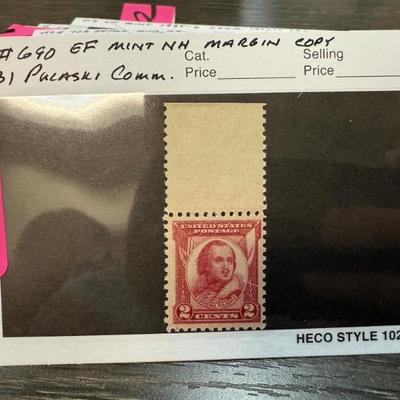 #690 EF MINT NH MARGIN COPY
31 PULASKI COMM.
Cat.
Price
Selling
Price
UNITED STATES
POSTAGE
2 CENTS 2
HECO STYLE 102